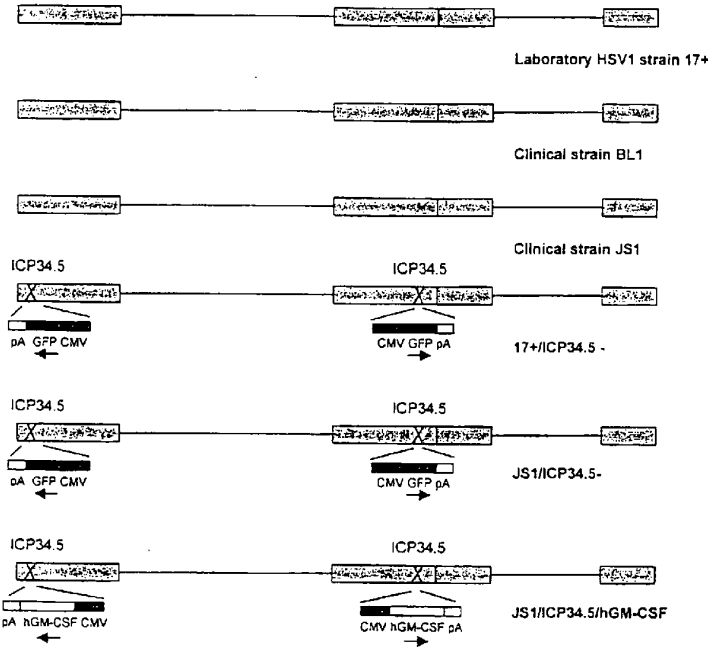 Laboratory HSV1 strain 17+
Clinical strain BL1
Clinical strain JS1
ICP34.5 ICP34.5
pA GFP CMV CMV GFP pA
17+/ICP34.5 -
ICP34.5 ICP34.5
pA GFP CMV CMV GFP pA
JS1/ICP34.5-
ICP34.5 ICP34.5
pA hGM-CSF CMV CMV hGM-CSF pA
JS1/ICP34.5/hGM-CSF